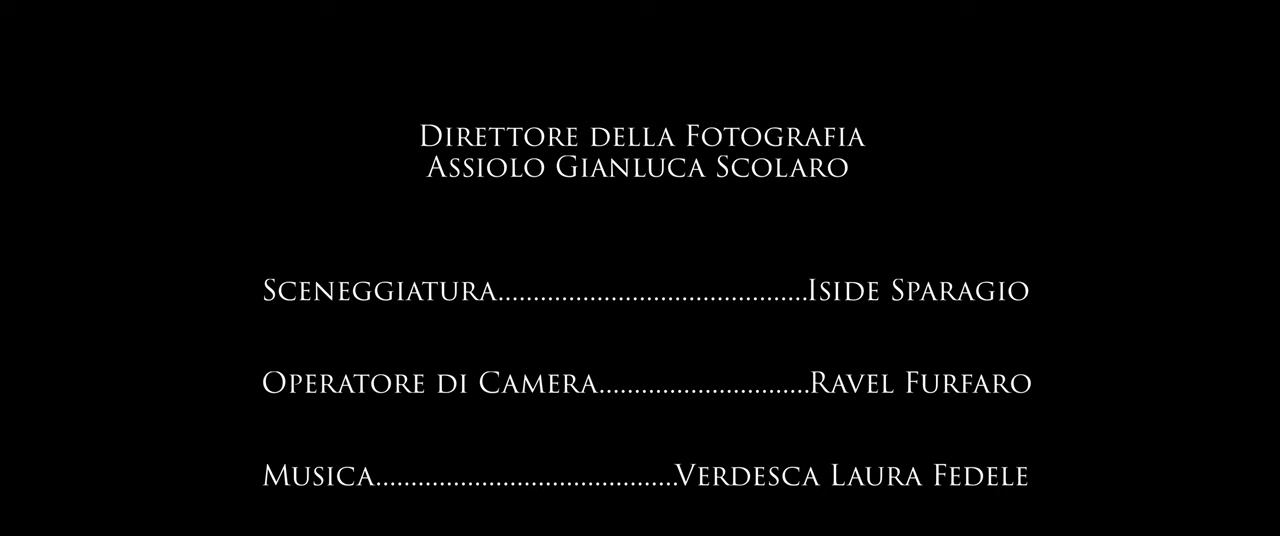 Direttore della Fotografia
Assiolo Gianluca Scolaro
Sceneggiatura............................................Iside Sparagio
Operatore di Camera..............................Ravel Furfaro
Musica...........................................Verdesca Laura Fedele